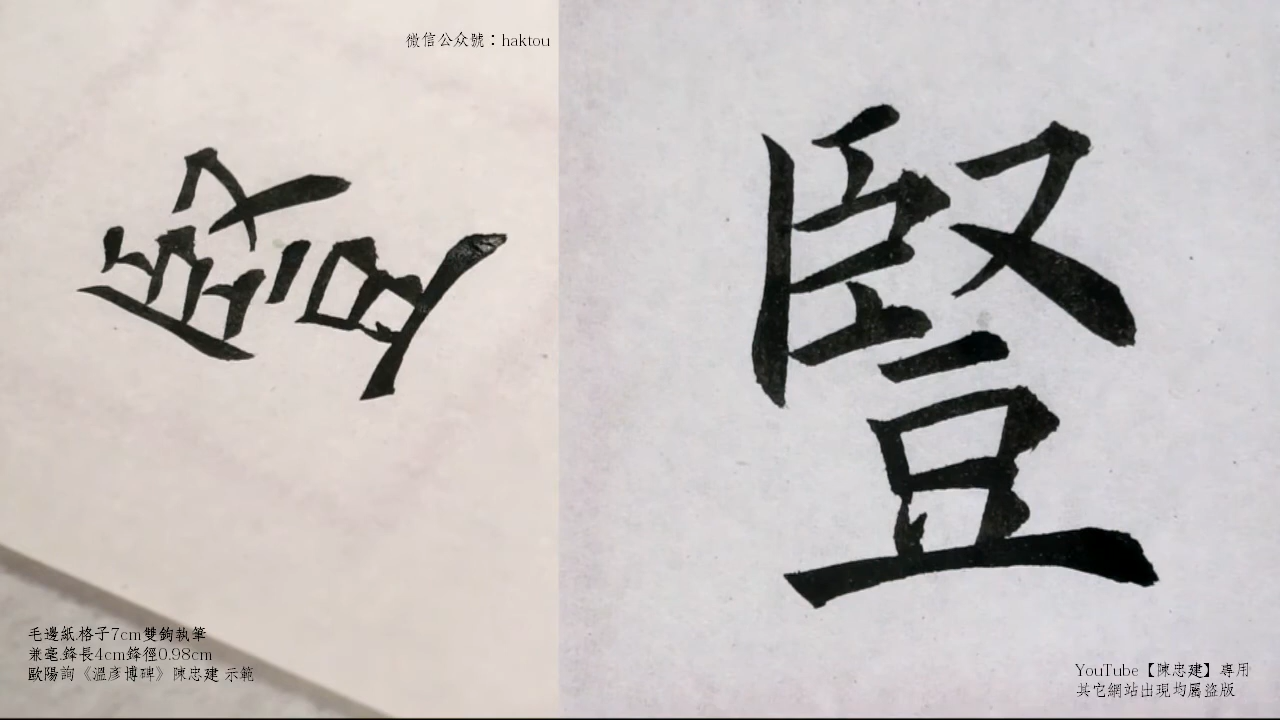 微信公众號：haktou
豎
豎
毛邊紙格子7cm雙鉤執筆
兼毫,鋒長4cm鋒徑0.98cm
歐陽詢《溫彥博碑》陳忠建 示範
YouTube【陳忠建】專用
其它網站出現均屬盜版